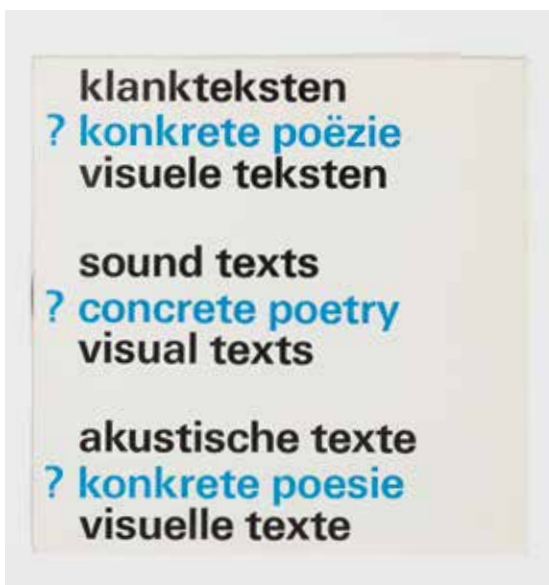 klankteksten
? konkrete poëzie
visuele teksten
sound texts
? concrete poetry
visual texts
akustische texte
? konkrete poesie
visuelle texte